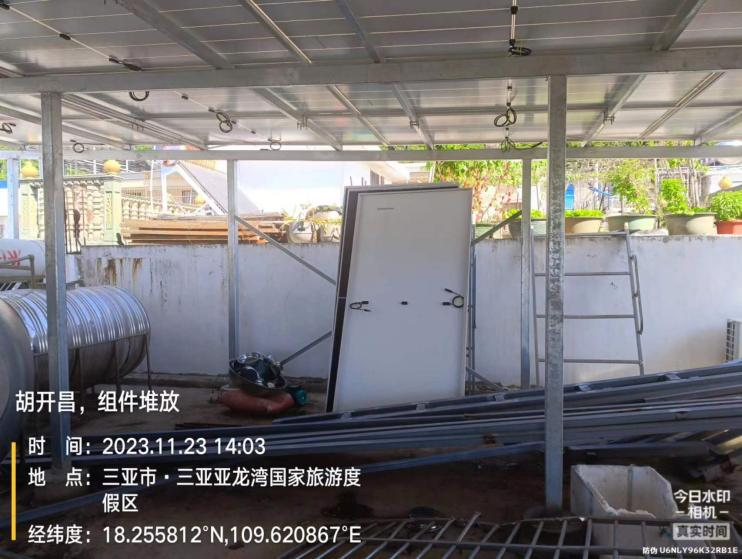 胡开昌，组件堆放
时 间：2023.11.23 14:03
地 点：三亚市·三亚亚龙湾国家旅游度
假区
经纬度：18.255812°N,109.620867°E
今日水印
-相机-
真实时间
防伪 U6NLY96K32RB1E